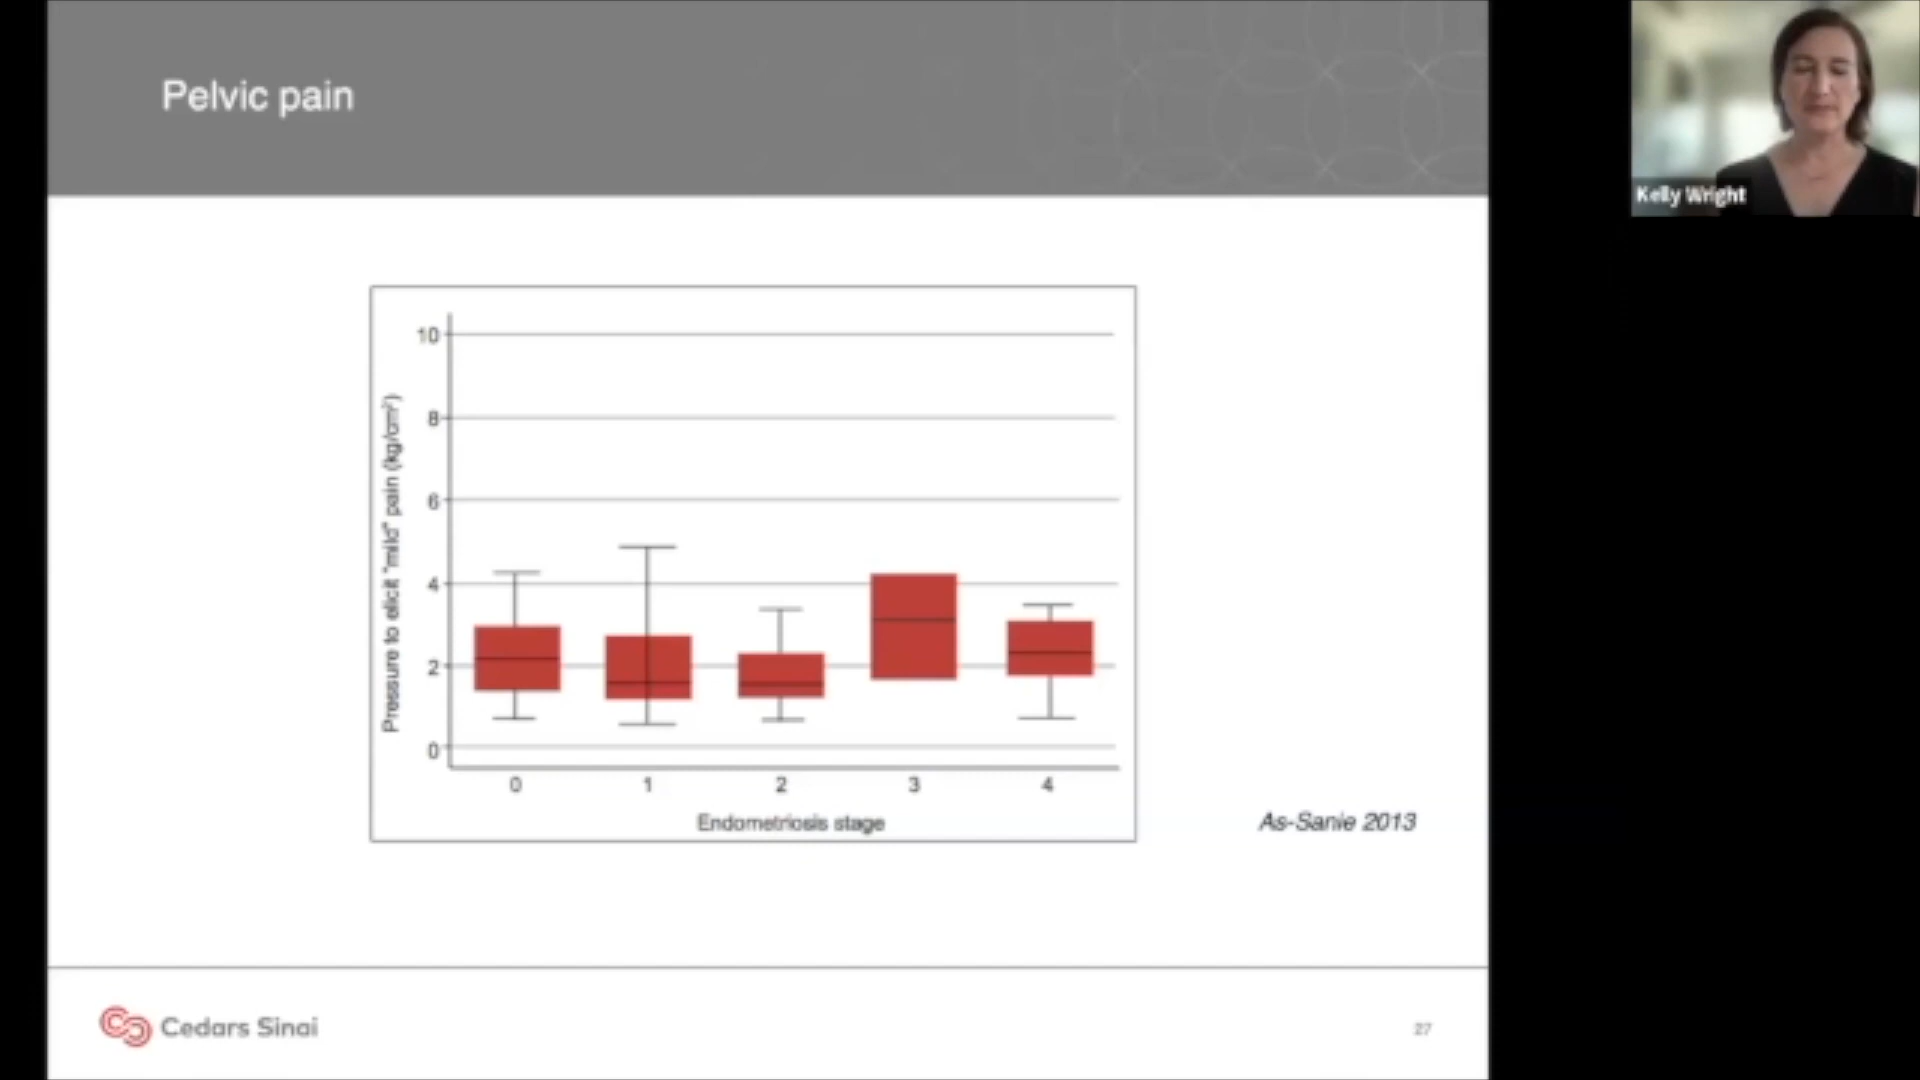 Pelvic pain
Kelly Wright
10
8
6
4
2
0
Pressure to elicit "mild" pain (kg/cm²)
0 1 2 3 4
Endometriosis stage
As-Sanie 2013
Cedars Sinai
27